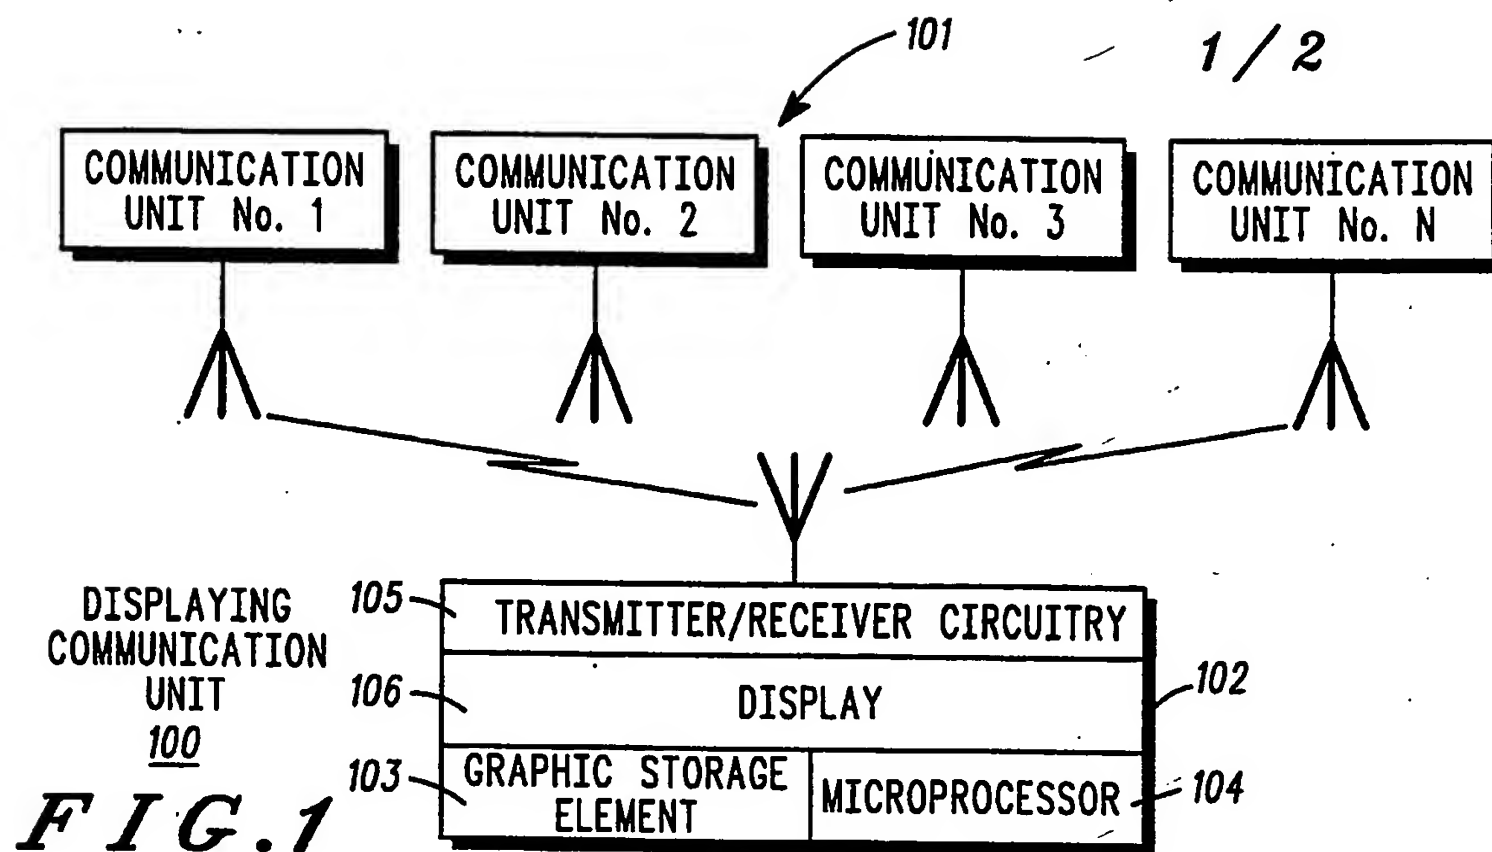 101
1/2
COMMUNICATION
UNIT No. 1
COMMUNICATION
UNIT No. 2
COMMUNICATION
UNIT No. 3
COMMUNICATION
UNIT No. N
DISPLAYING
COMMUNICATION
UNIT
100
105
TRANSMITTER/RECEIVER CIRCUITRY
106
DISPLAY
102
103
GRAPHIC STORAGE
ELEMENT
MICROPROCESSOR
104
FIG.1